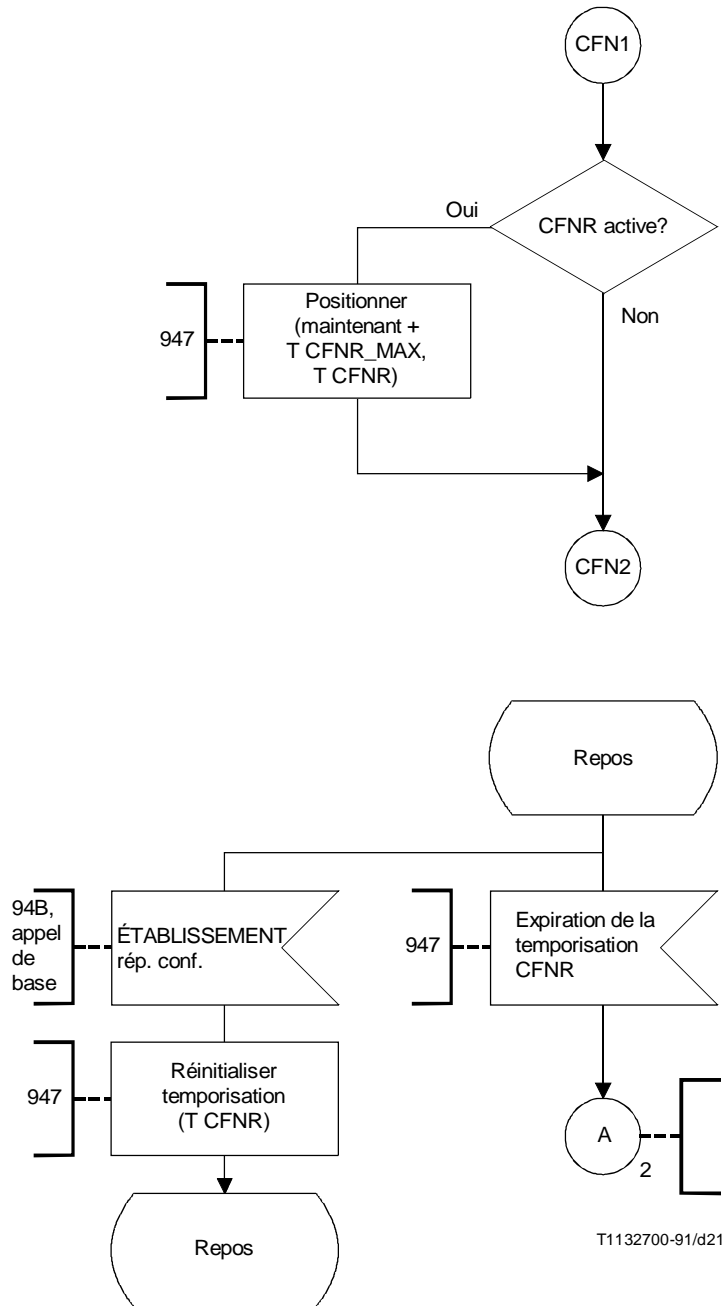 CFN1
CFNR active?
Oui
Non
947
Positionner
(maintenant +
T CFNR_MAX,
T CFNR)
CFN2
Repos
94B,
appel
de
base
ÉTABLISSEMENT
rép. conf.
947
Expiration de la
temporisation
CFNR
947
Réinitialiser
temporisation
(T CFNR)
A
2
Repos
T1132700-91/d21